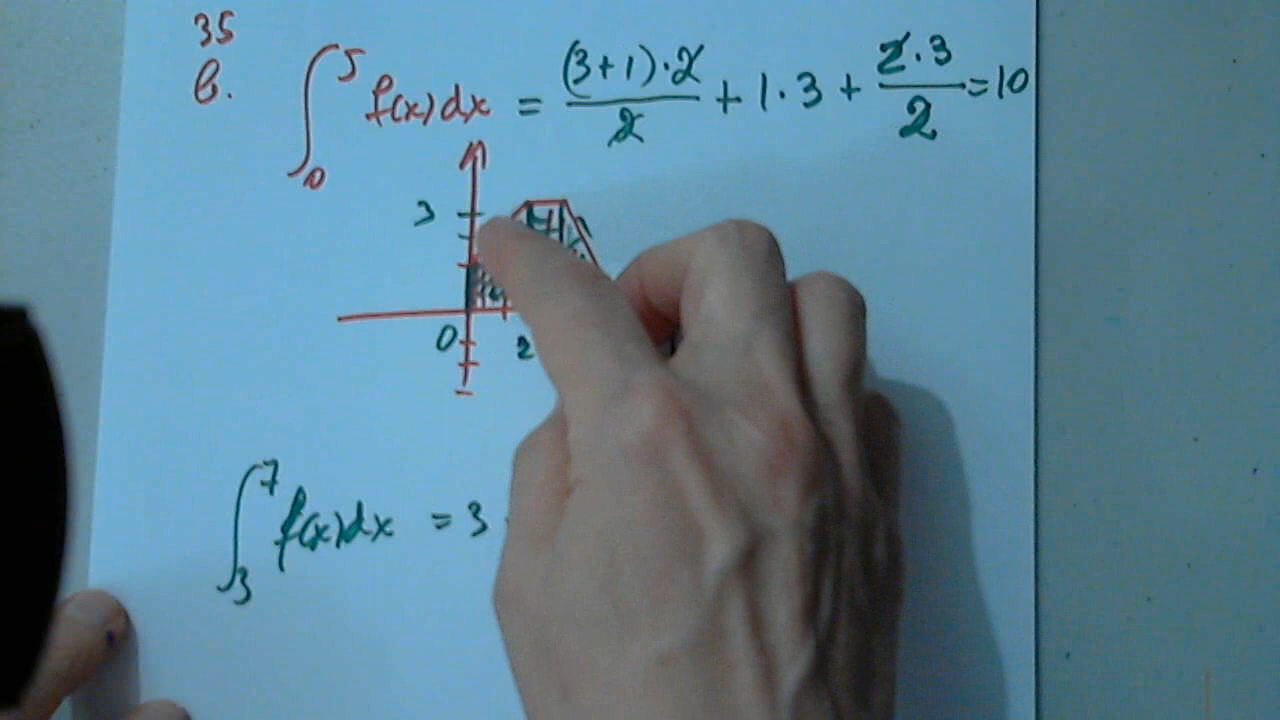 35
b. ∫₀⁵ f(x)dx = (3+1)·2/2 + 1·3 + 2·3/2 = 10
3
0 2
∫₃⁷ f(x)dx = 3